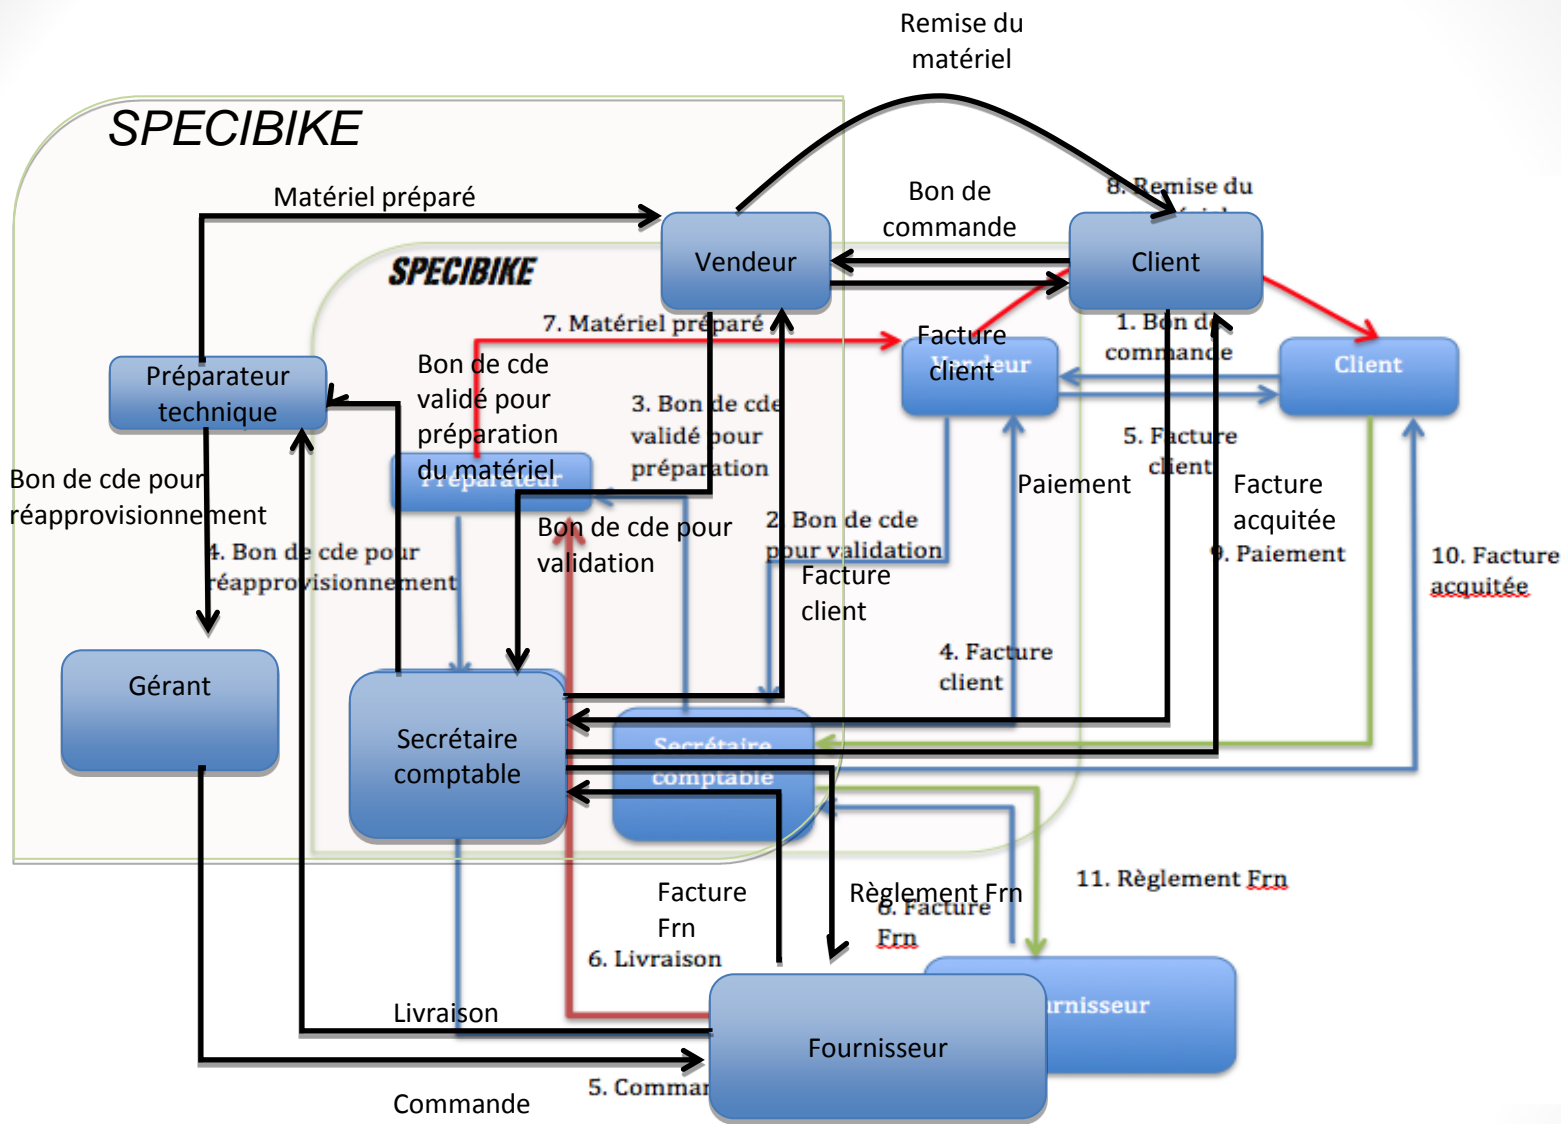 Remise du
matériel
SPECIBIKE
Matériel préparé
Bon de
commande
8. Remise du
Vendeur
Client
SPECIBIKE
7. Matériel préparé
1. Bon de
commande
Facture
client
Vendeur
Client
Préparateur
technique
Bon de cde
validé pour
préparation
du matériel
3. Bon de cde
validé pour
préparation
5. Facture
client
Préparateur
Bon de cde pour
réapprovisionnement
Paiement
Facture
acquittée
2. Bon de cde
pour validation
Bon de cde pour
validation
4. Bon de cde pour
réapprovisionnement
9. Paiement
10. Facture
acquitée
Facture
client
4. Facture
client
Gérant
Secrétaire
comptable
Secrétaire
comptable
Facture
Frn
Règlement Frn
11. Règlement Frn
6. Facture
Frn
6. Livraison
Livraison
Fournisseur
5. Comman
Commande